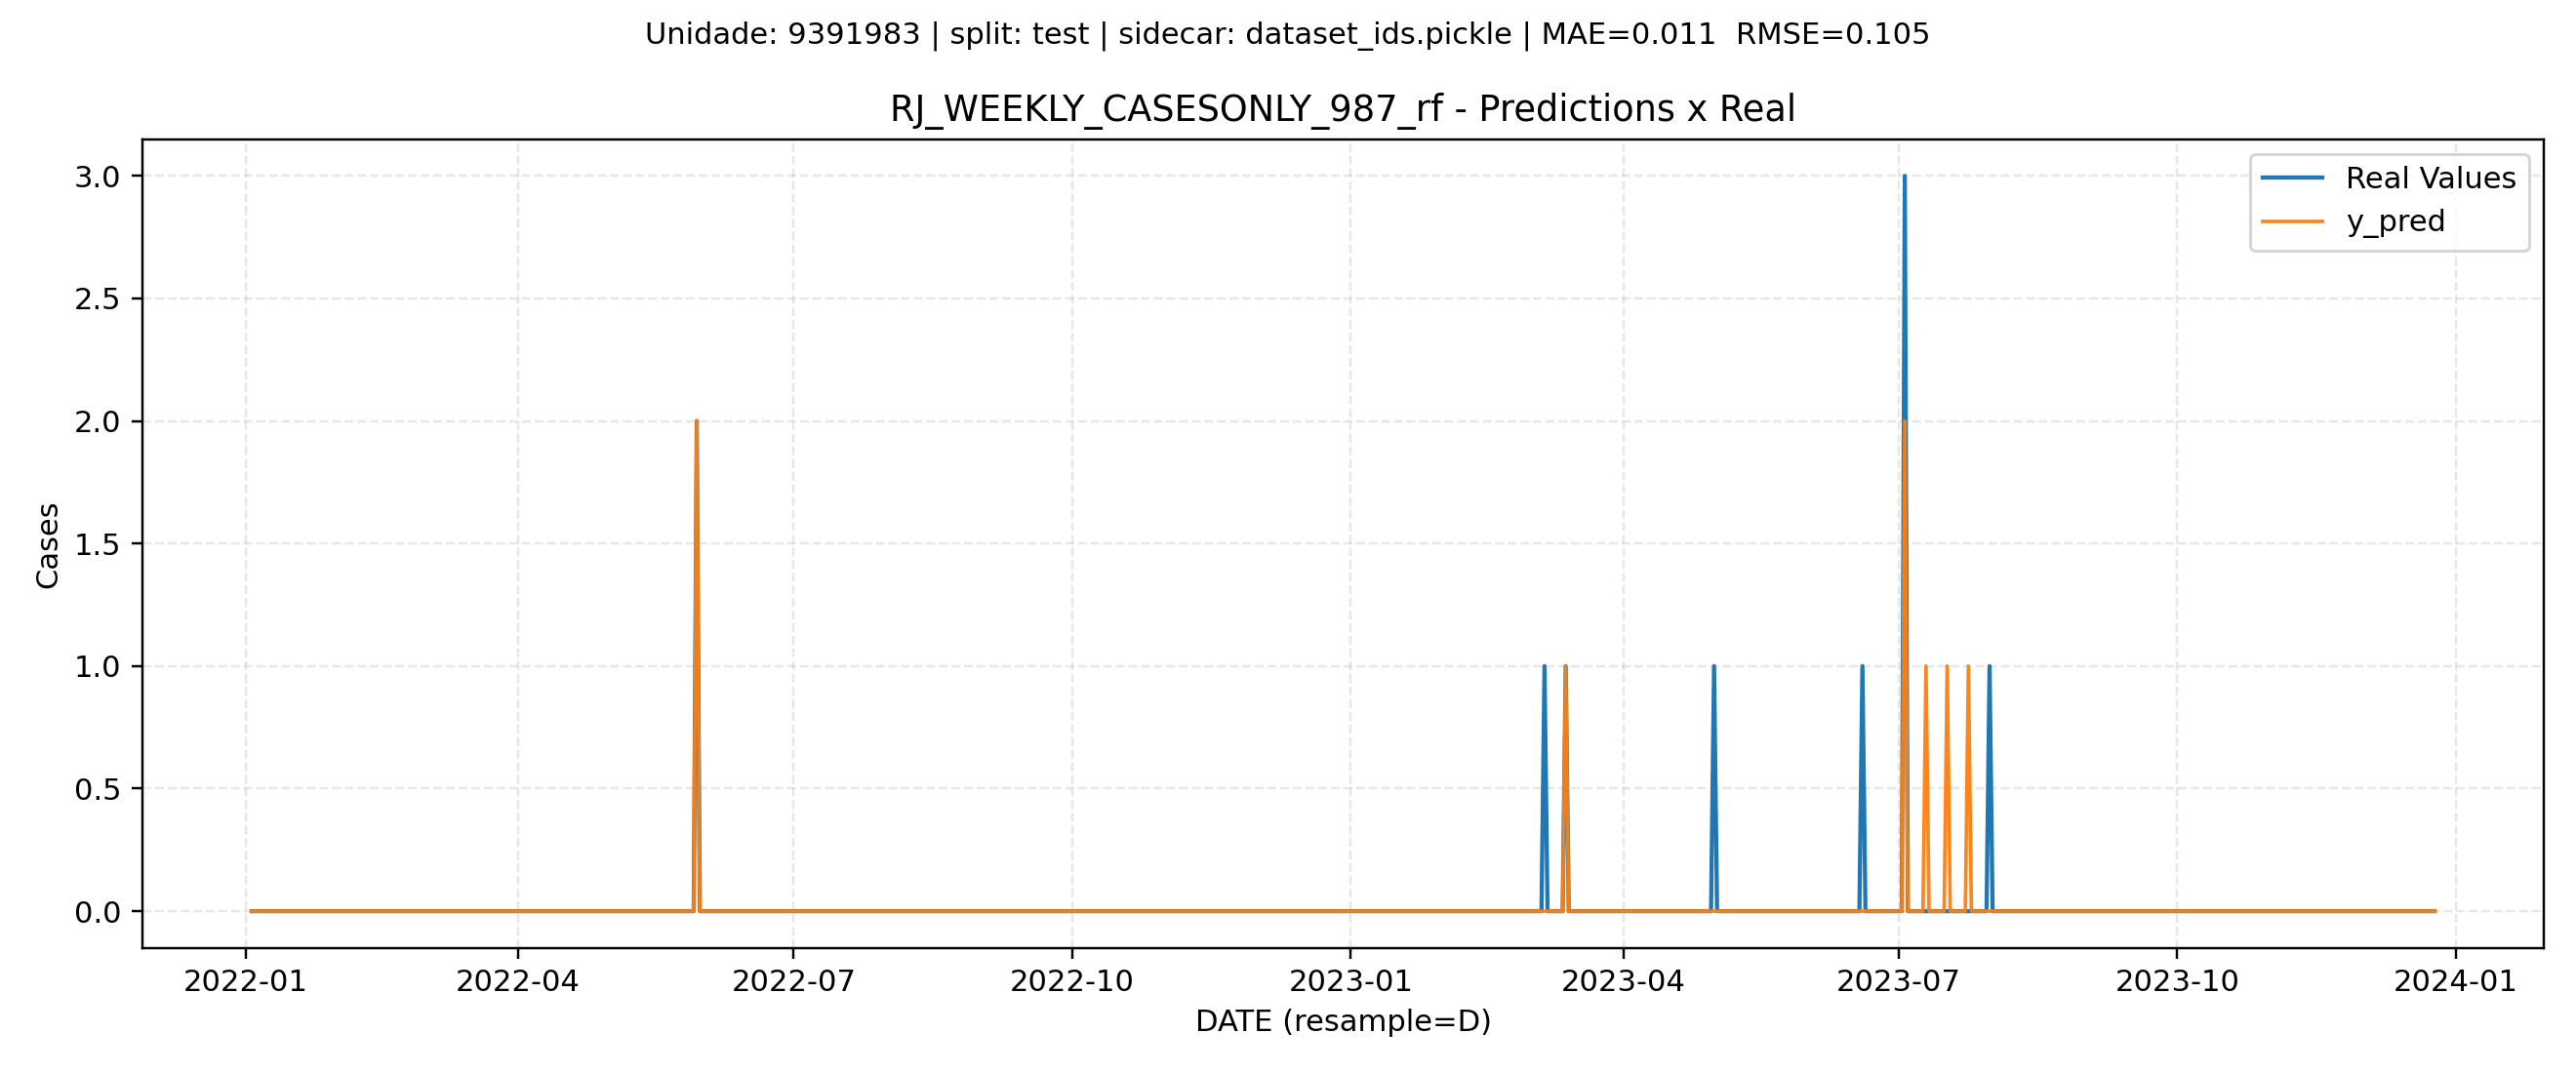 Unidade: 9391983 | split: test | sidecar: dataset_ids.pickle | MAE=0.011  RMSE=0.105
RJ_WEEKLY_CASESONLY_987_rf - Predictions x Real
Real Values
y_pred
3.0
2.5
2.0
1.5
1.0
0.5
0.0
Cases
2022-01 2022-04 2022-07 2022-10 2023-01 2023-04 2023-07 2023-10 2024-01
DATE (resample=D)